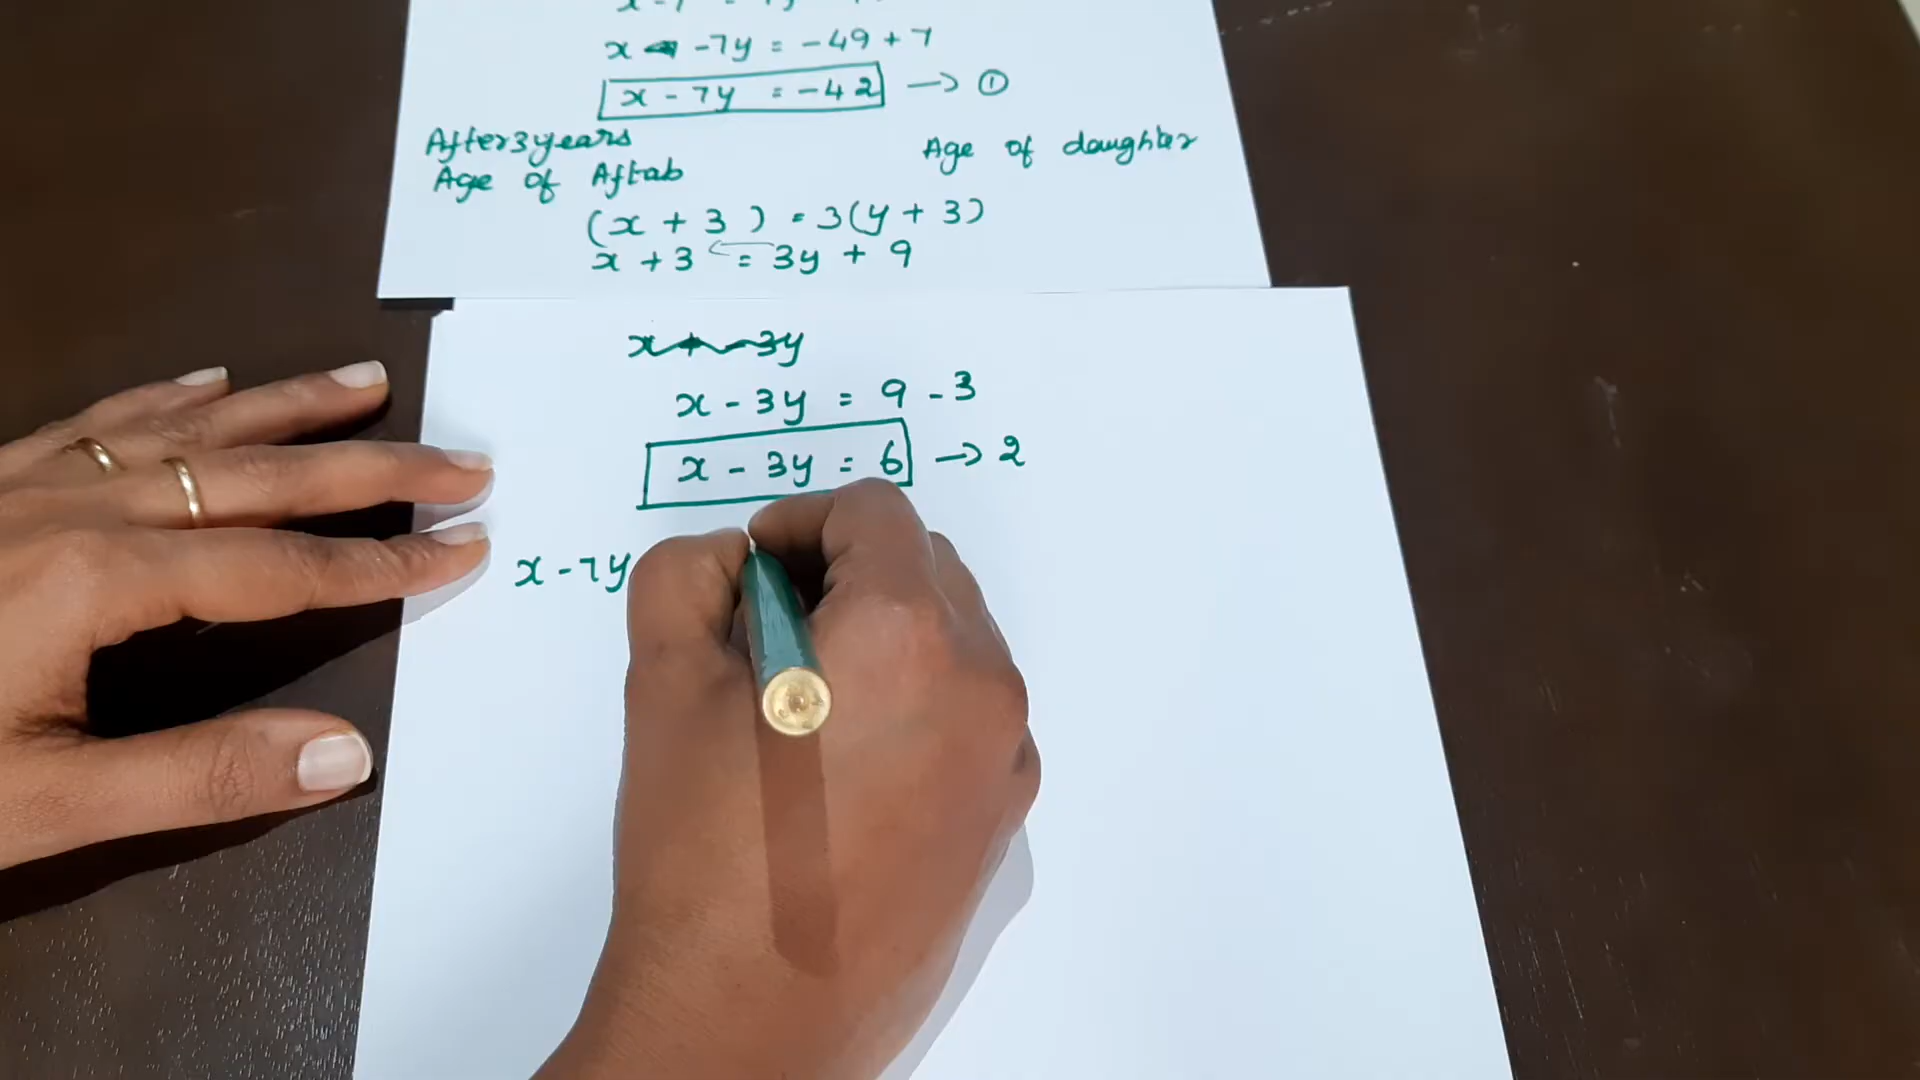 x - 7y = -49 + 7
x - 7y = -42 → ①
After 3 years
Age of Aftab Age of daughter
(x + 3) = 3(y + 3)
x + 3 = 3y + 9
x - 3y = 9 - 3
x - 3y = 6 → 2
x - 7y